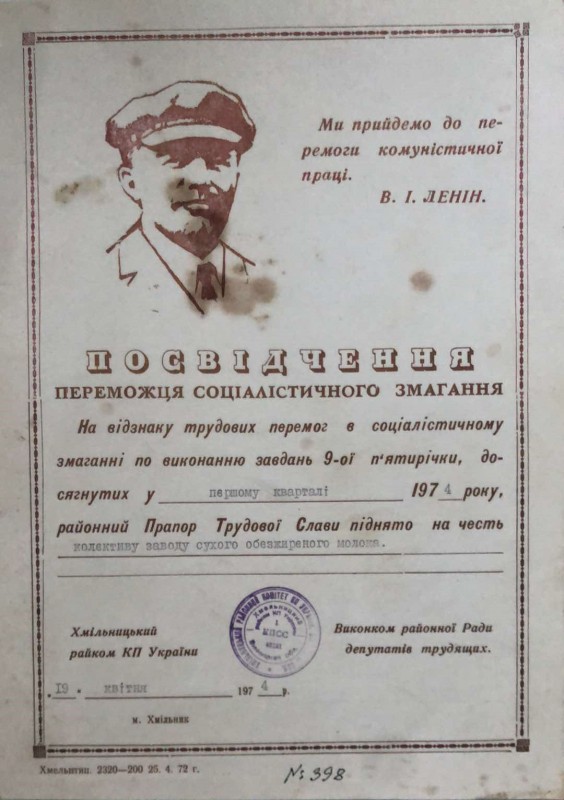 Ми прийдемо до пе-
ремоги комуністичної
праці.
В. І. ЛЕНІН.
ПОСВІДЧЕННЯ
ПЕРЕМОЖЦЯ СОЦІАЛІСТИЧНОГО ЗМАГАННЯ
На відзнаку трудових перемог в соціалістичному
змаганні по виконанню завдань 9-ої п'ятирічки, до-
сягнутих у першому кварталі 1974 року,
районний Прапор Трудової Слави піднято на честь
колективу заводу сухого обезжиреного молока.
Хмільницький
райком КП України
КПСС
Виконком районної Ради
депутатів трудящих.
„19" квітня 1974 р.
м. Хмільник
Хмельтип. 2320—200 25. 4. 72 г.
№: 398